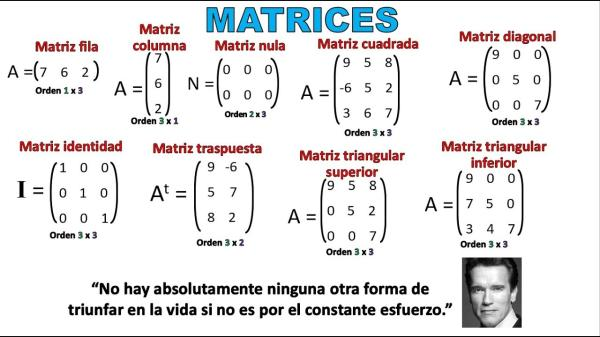 MATRICES
Matriz fila
A =(7 6 2)
Orden 1 x 3
Matriz
columna
A =
7
6
2
Orden 3 x 1
Matriz nula
N =
0 0 0
0 0 0
Orden 2 x 3
Matriz cuadrada
A =
9 5 8
-6 5 2
3 6 7
Orden 3 x 3
Matriz diagonal
A =
9 0 0
0 5 0
0 0 7
Orden 3 x 3
Matriz identidad
I =
1 0 0
0 1 0
0 0 1
Orden 3 x 3
Matriz traspuesta
Aᵗ =
9 -6
5 7
8 2
Orden 3 x 2
Matriz triangular
superior
A =
9 5 8
0 5 2
0 0 7
Orden 3 x 3
Matriz triangular
inferior
A =
9 0 0
7 5 0
3 4 7
Orden 3 x 3
“No hay absolutamente ninguna otra forma de
triunfar en la vida si no es por el constante esfuerzo.”